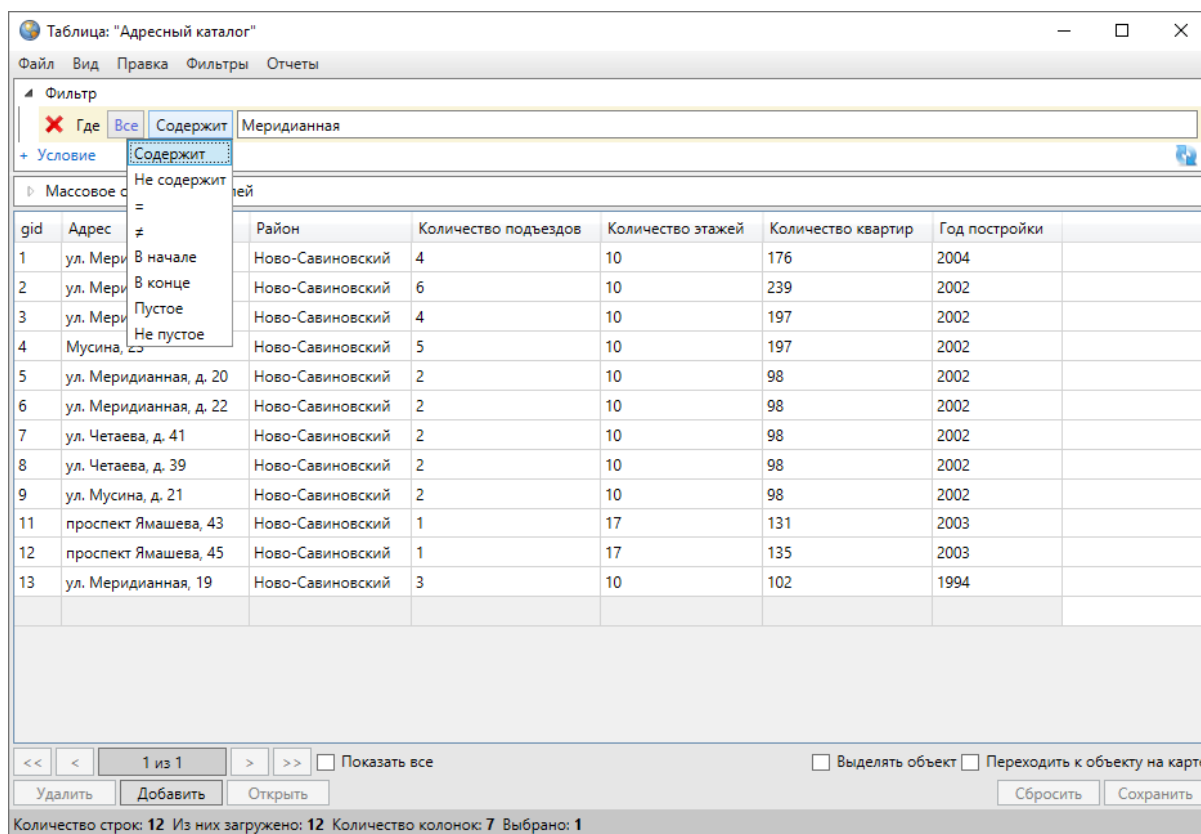 Таблица: "Адресный каталог"
Файл Вид Правка Фильтры Отчеты
Фильтр
Где Все Содержит Меридианная
+ Условие
Содержит
Не содержит
=
≠
В начале
В конце
Пустое
Не пустое
Массовое
gid Адрес Район Количество подъездов Количество этажей Количество квартир Год постройки
1 ул. Ново-Савиновский 4 10 176 2004
2 ул. Ново-Савиновский 6 10 239 2002
3 ул. Ново-Савиновский 4 10 197 2002
4 Мусина, Ново-Савиновский 5 10 197 2002
5 ул. Меридианная, д. 20 Ново-Савиновский 2 10 98 2002
6 ул. Меридианная, д. 22 Ново-Савиновский 2 10 98 2002
7 ул. Четаева, д. 41 Ново-Савиновский 2 10 98 2002
8 ул. Четаева, д. 39 Ново-Савиновский 2 10 98 2002
9 ул. Мусина, д. 21 Ново-Савиновский 2 10 98 2002
11 проспект Ямашева, 43 Ново-Савиновский 1 17 131 2003
12 проспект Ямашева, 45 Ново-Савиновский 1 17 135 2003
13 ул. Меридианная, 19 Ново-Савиновский 3 10 102 1994
<< < 1 из 1 > >> Показать все Выделять объект Переходить к объекту на карт
Удалить Добавить Открыть Сбросить Сохранить
Количество строк: 12 Из них загружено: 12 Количество колонок: 7 Выбрано: 1